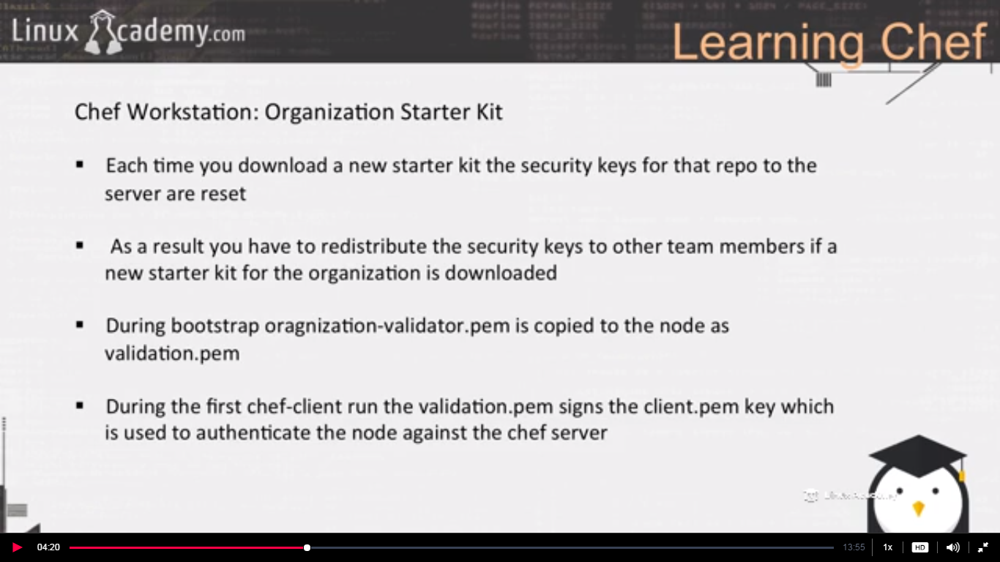 Linux Academy.com
Learning Chef
Chef Workstation: Organization Starter Kit
▪ Each time you download a new starter kit the security keys for that repo to the
server are reset
▪ As a result you have to redistribute the security keys to other team members if a
new starter kit for the organization is downloaded
▪ During bootstrap oragnization-validator.pem is copied to the node as
validation.pem
▪ During the first chef-client run the validation.pem signs the client.pem key which
is used to authenticate the node against the chef server
Linux Academy
04:20
13:55
1x
HD